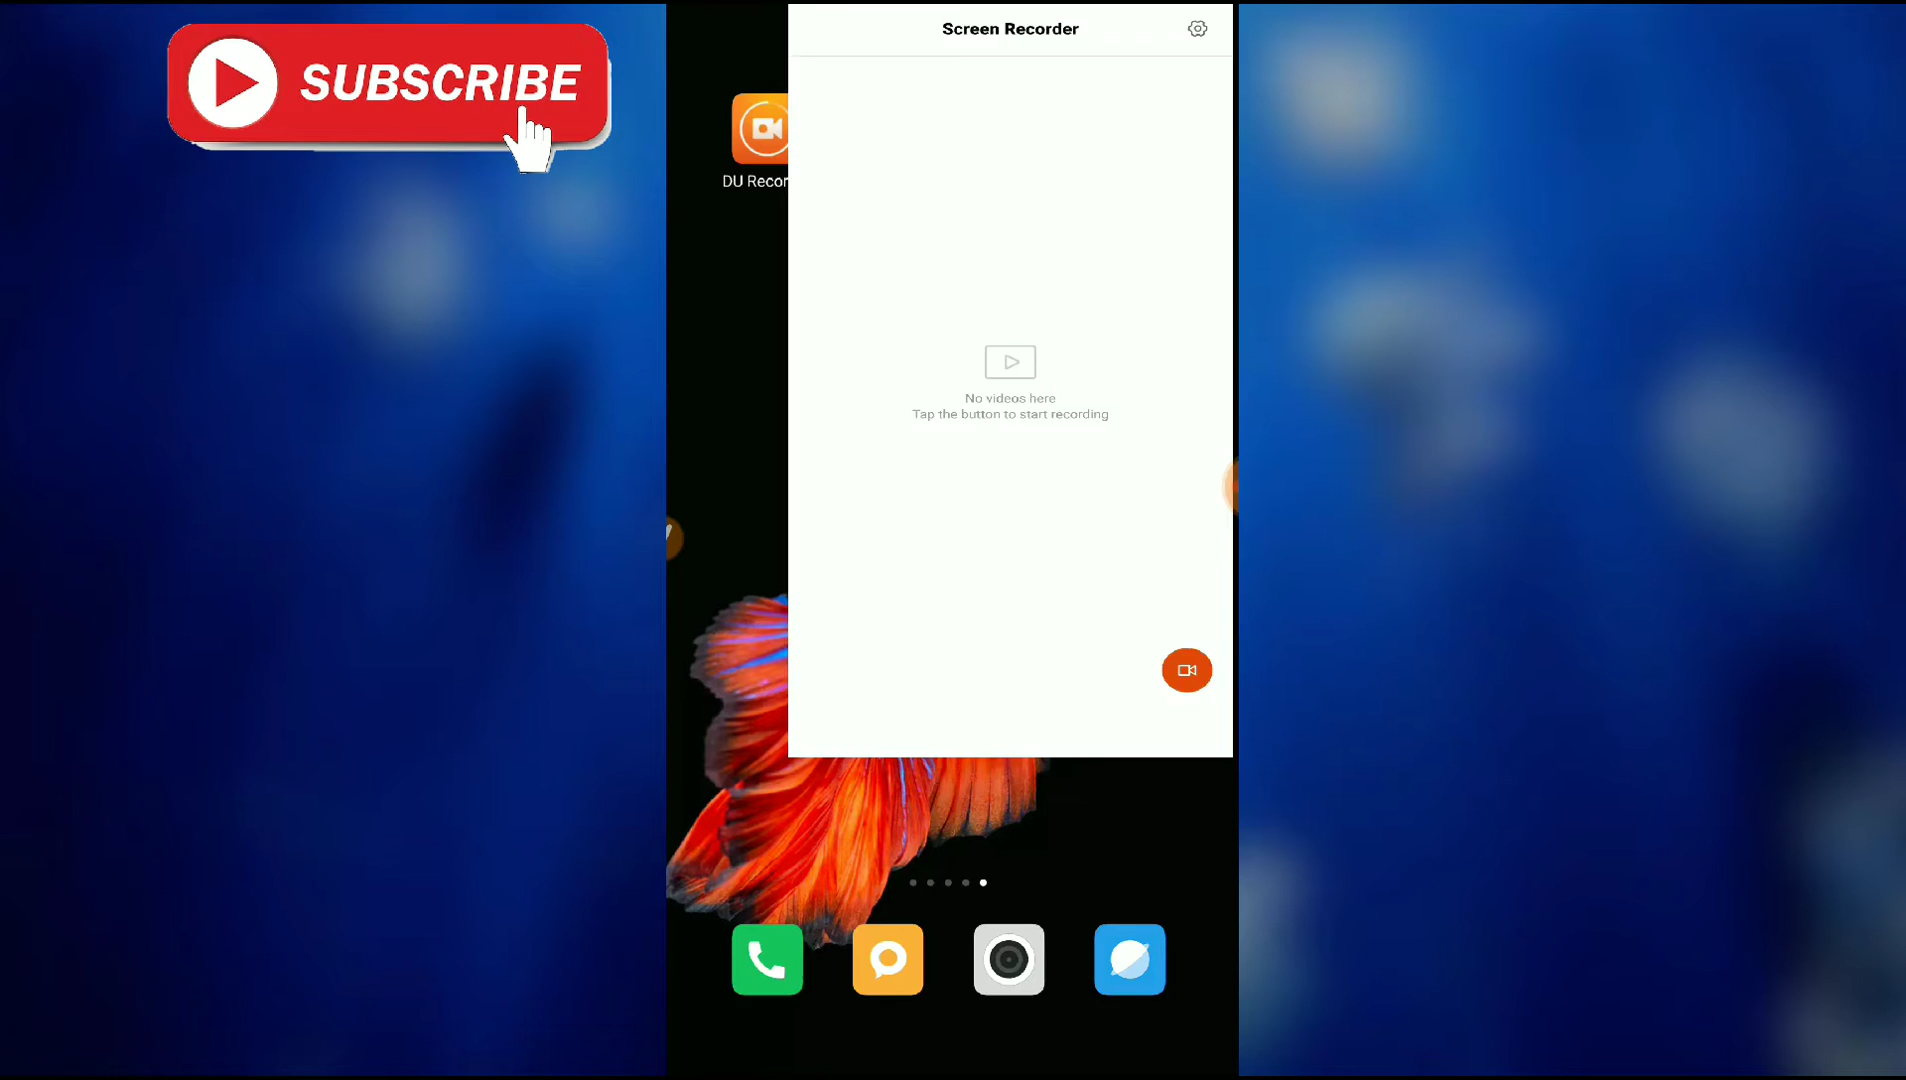 SUBSCRIBE
Screen Recorder
DU Recor
No videos here
Tap the button to start recording